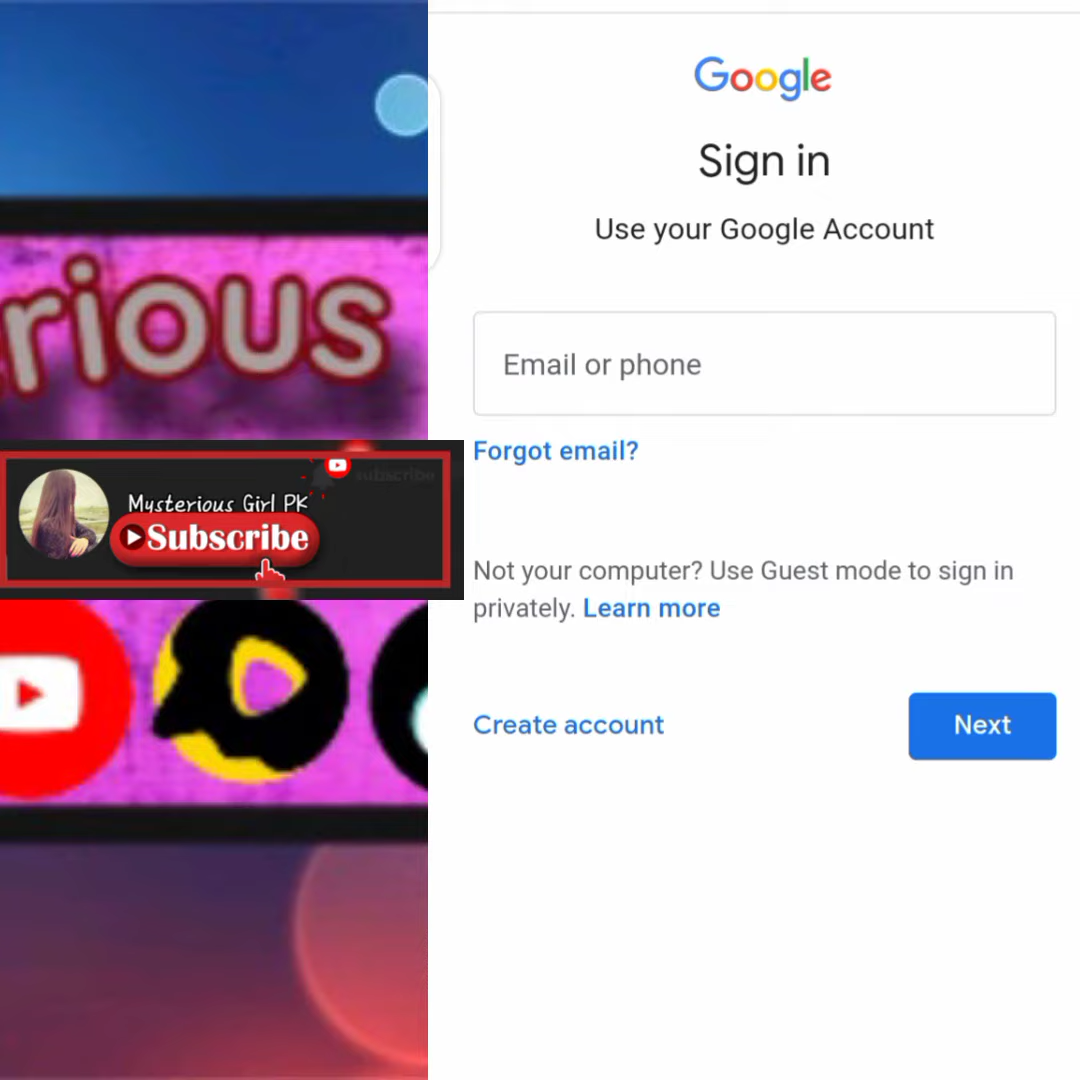 rious
subscribe
Mysterious Girl PK
Subscribe
Google
Sign in
Use your Google Account
Email or phone
Forgot email?
Not your computer? Use Guest mode to sign in
privately. Learn more
Create account
Next